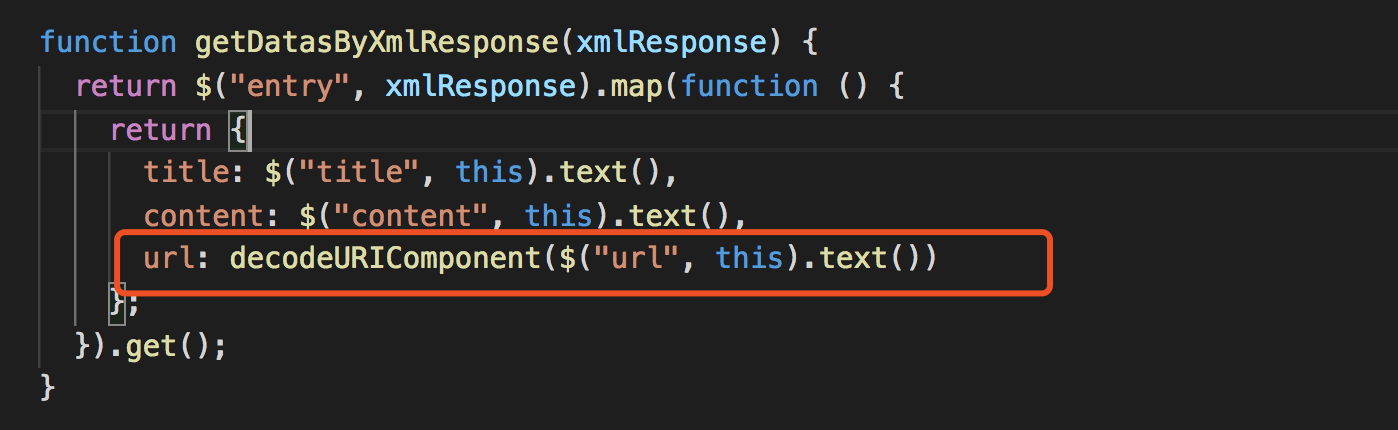 function getDatasByXmlResponse(xmlResponse) {
return $("entry", xmlResponse).map(function () {
return {
title: $("title", this).text(),
content: $("content", this).text(),
url: decodeURIComponent($("url", this).text())
};
}).get();
}